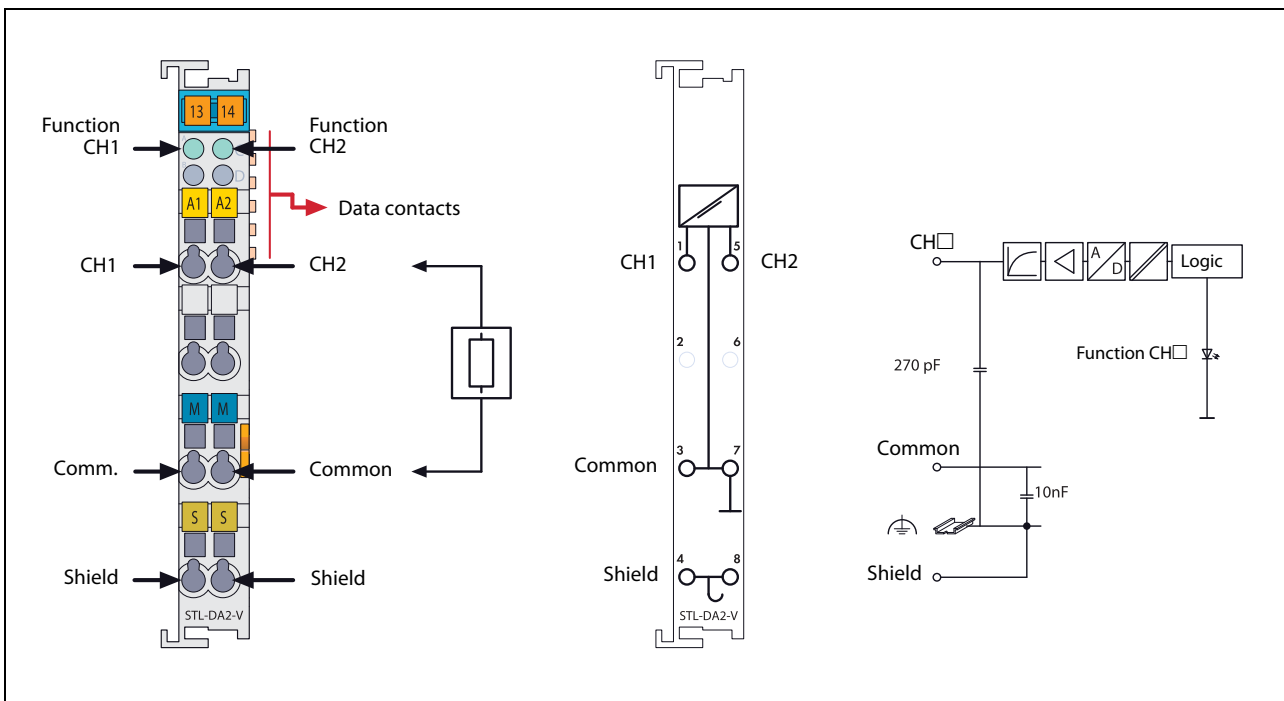 13 14
Function
CH1
Function
CH2
D
A1 A2
Data contacts
CH1
CH2
M M
Comm.
Common
S S
Shield
Shield
STL-DA2-V
1
5
CH1
CH2
2
6
3
7
Common
4
8
Shield
STL-DA2-V
CH□
A
D
Logic
270 pF
Function CH□
Common
10nF
Shield